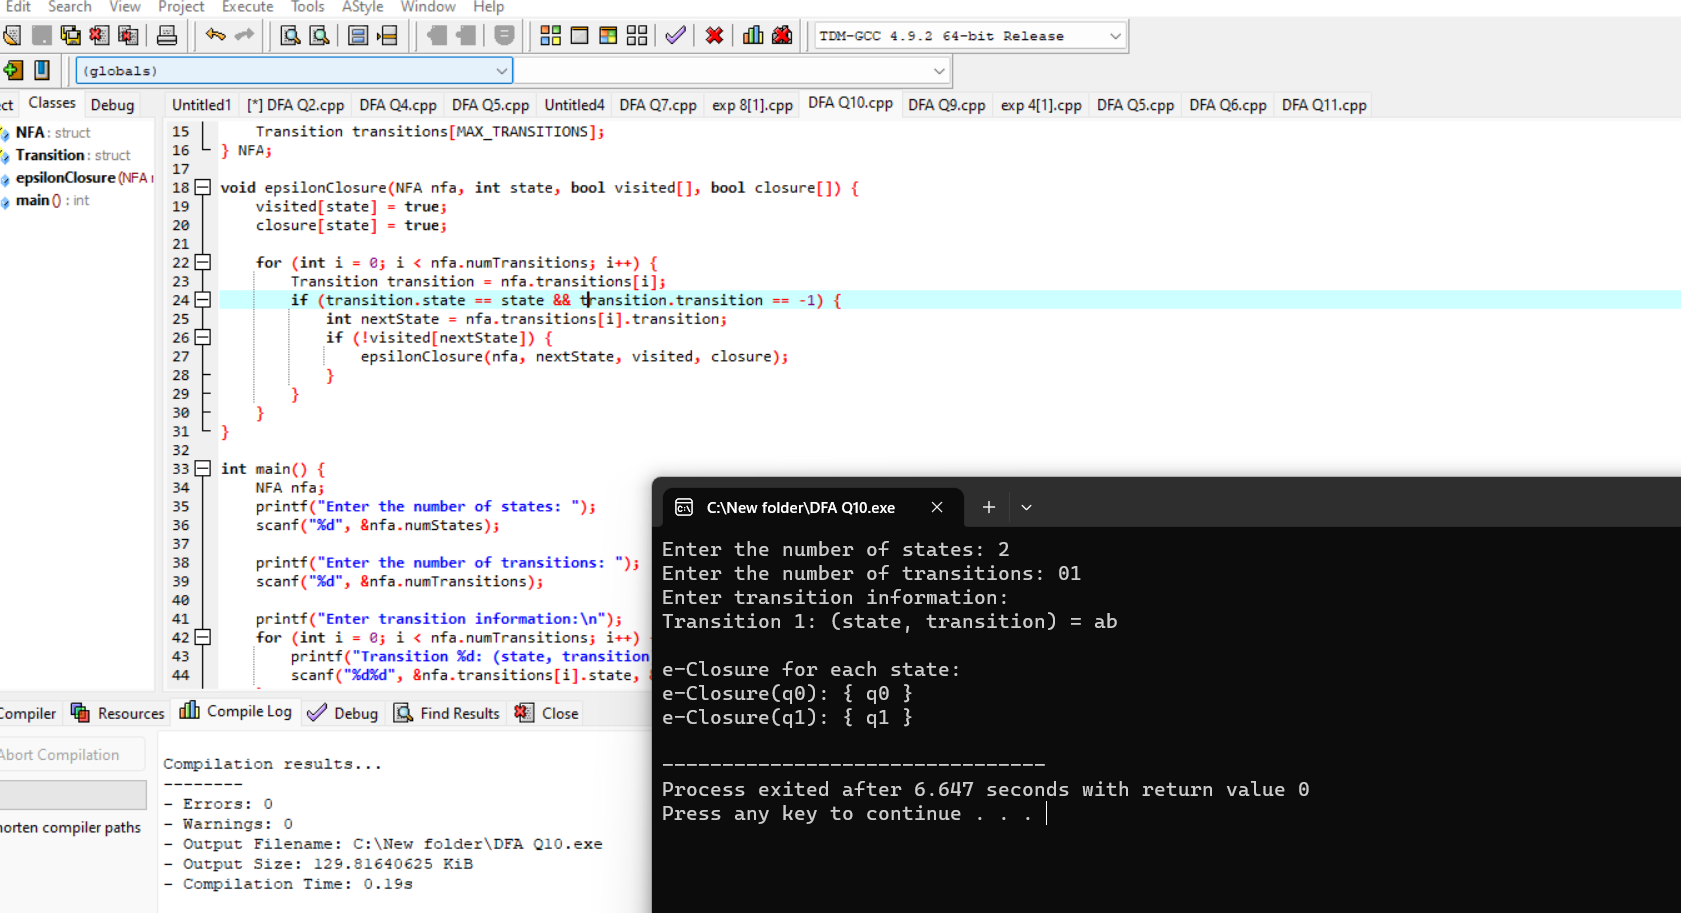 Edit Search View Project Execute Tools AStyle Window Help
TDM-GCC 4.9.2 64-bit Release
(globals)
ct Classes Debug
Untitled1 [*] DFA Q2.cpp DFA Q4.cpp DFA Q5.cpp Untitled4 DFA Q7.cpp exp 8[1].cpp DFA Q10.cpp DFA Q9.cpp exp 4[1].cpp DFA Q5.cpp DFA Q6.cpp DFA Q11.cpp
NFA : struct
Transition : struct
epsilonClosure (NFA
main () : int
15 Transition transitions[MAX_TRANSITIONS];
16 } NFA;
17
18 void epsilonClosure(NFA nfa, int state, bool visited[], bool closure[]) {
19 visited[state] = true;
20 closure[state] = true;
21
22 for (int i = 0; i < nfa.numTransitions; i++) {
23 Transition transition = nfa.transitions[i];
24 if (transition.state == state && transition.transition == -1) {
25 int nextState = nfa.transitions[i].transition;
26 if (!visited[nextState]) {
27 epsilonClosure(nfa, nextState, visited, closure);
28 }
29 }
30 }
31 }
32
33 int main() {
34 NFA nfa;
35 printf("Enter the number of states: ");
36 scanf("%d", &nfa.numStates);
37
38 printf("Enter the number of transitions: ");
39 scanf("%d", &nfa.numTransitions);
40
41 printf("Enter transition information:\n");
42 for (int i = 0; i < nfa.numTransitions; i++)
43 printf("Transition %d: (state, transition
44 scanf("%d%d", &nfa.transitions[i].state,
C:\New folder\DFA Q10.exe
Enter the number of states: 2
Enter the number of transitions: 01
Enter transition information:
Transition 1: (state, transition) = ab
e-Closure for each state:
e-Closure(q0): { q0 }
e-Closure(q1): { q1 }
--------------------------------
Process exited after 6.647 seconds with return value 0
Press any key to continue . . .
Compiler Resources Compile Log Debug Find Results Close
Abort Compilation
horten compiler paths
Compilation results...
--------
- Errors: 0
- Warnings: 0
- Output Filename: C:\New folder\DFA Q10.exe
- Output Size: 129.81640625 KiB
- Compilation Time: 0.19s